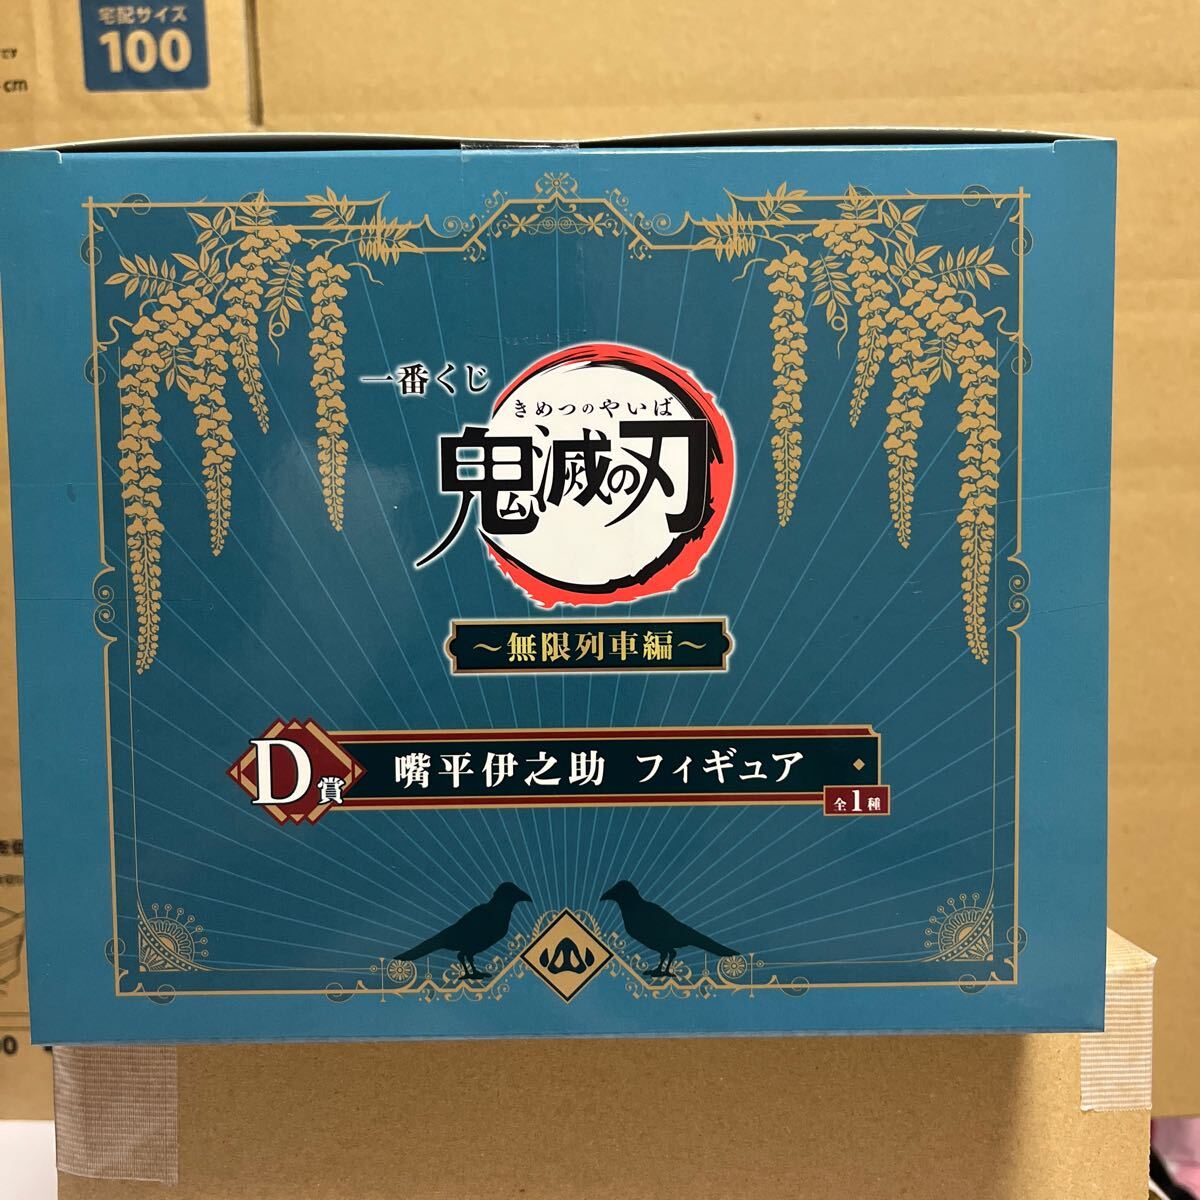 宅配サイズ
100
cm
一番くじ
きめつのやいば
鬼滅の刃
～無限列車編～
D賞 嘴平伊之助 フィギュア
全1種